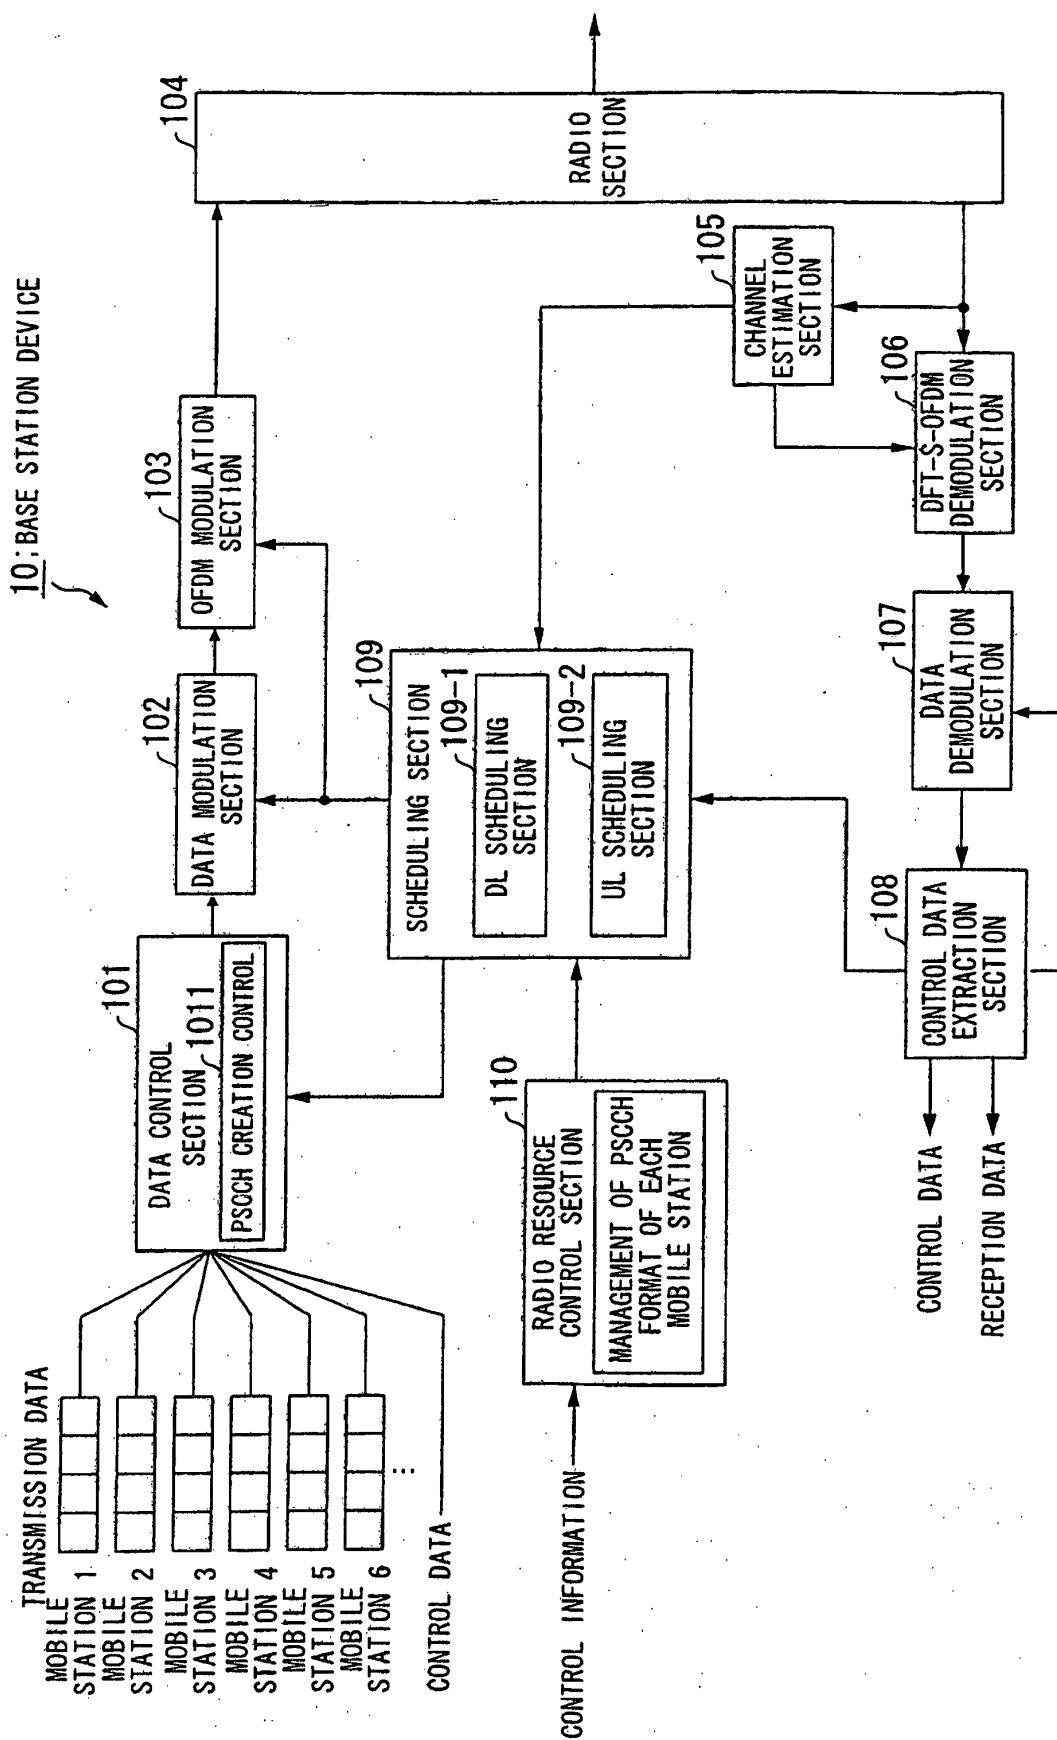 10;BASE STATION DEVICE
TRANSMISSION DATA
MOBILE
STATION 1
MOBILE
STATION 2
MOBILE
STATION 3
MOBILE
STATION 4
MOBILE
STATION 5
MOBILE
STATION 6
...
CONTROL DATA
101
DATA CONTROL
SECTION
1011
PSCCH CREATION CONTROL
102
DATA MODULATION
SECTION
103
OFDM MODULATION
SECTION
104
RADIO
SECTION
109
SCHEDULING SECTION
109-1
DL SCHEDULING
SECTION
109-2
UL SCHEDULING
SECTION
105
CHANNEL
ESTIMATION
SECTION
CONTROL INFORMATION
110
RADIO RESOURCE
CONTROL SECTION
MANAGEMENT OF PSCCH
FORMAT OF EACH
MOBILE STATION
106
DFT-S-OFDM
DEMODULATION
SECTION
107
DATA
DEMODULATION
SECTION
108
CONTROL DATA
EXTRACTION
SECTION
CONTROL DATA
RECEPTION DATA